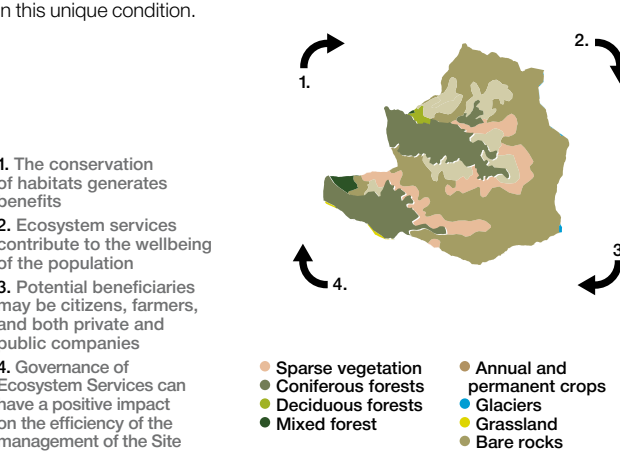 n this unique condition.
1.
2.
1. The conservation
of habitats generates
benefits
2. Ecosystem services
contribute to the wellbeing
of the population
3. Potential beneficiaries
may be citizens, farmers,
and both private and
public companies
4. Governance of
Ecosystem Services can
have a positive impact
on the efficiency of the
management of the Site
3
4.
Sparse vegetation
Coniferous forests
Deciduous forests
Mixed forest
Annual and
permanent crops
Glaciers
Grassland
Bare rocks